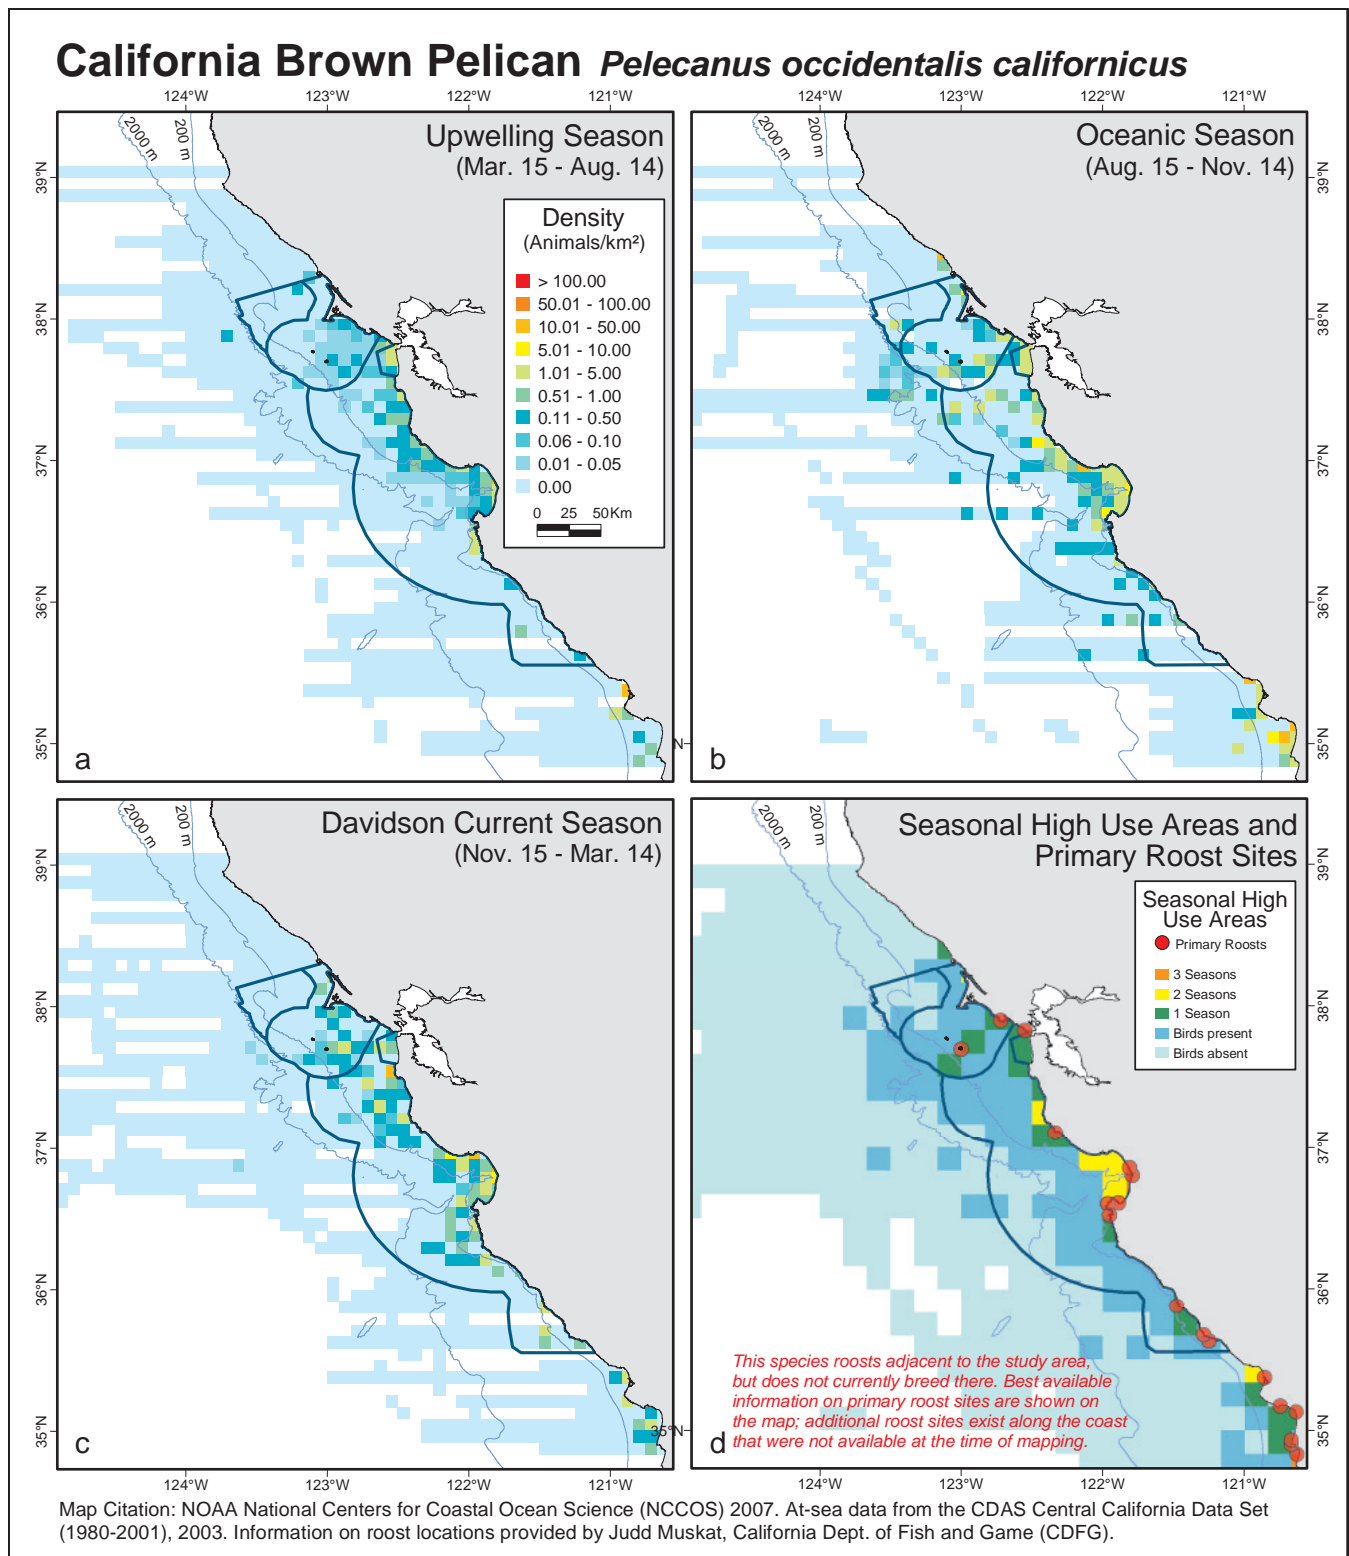 California Brown Pelican Pelecanus occidentalis californicus
124°W 123°W 122°W 121°W
124°W 123°W 122°W 121°W
2000 m
200 m
Upwelling Season
(Mar. 15 - Aug. 14)
39°N
38°N
37°N
36°N
35°N
Density
(Animals/km²)
> 100.00
50.01 - 100.00
10.01 - 50.00
5.01 - 10.00
1.01 - 5.00
0.51 - 1.00
0.11 - 0.50
0.06 - 0.10
0.01 - 0.05
0.00
0 25 50 Km
a
2000 m
200 m
Oceanic Season
(Aug. 15 - Nov. 14)
39°N
38°N
37°N
36°N
35°N
N
b
2000 m
200 m
Davidson Current Season
(Nov. 15 - Mar. 14)
39°N
38°N
37°N
36°N
35°N
c
2000 m
200 m
Seasonal High Use Areas and
Primary Roost Sites
39°N
38°N
37°N
36°N
35°N
Seasonal High
Use Areas
Primary Roosts
3 Seasons
2 Seasons
1 Season
Birds present
Birds absent
This species roosts adjacent to the study area,
but does not currently breed there. Best available
information on primary roost sites are shown on
the map; additional roost sites exist along the coast
that were not available at the time of mapping.
35°N
d
124°W 123°W 122°W 121°W
124°W 123°W 122°W 121°W
Map Citation: NOAA National Centers for Coastal Ocean Science (NCCOS) 2007. At-sea data from the CDAS Central California Data Set
(1980-2001), 2003. Information on roost locations provided by Judd Muskat, California Dept. of Fish and Game (CDFG).